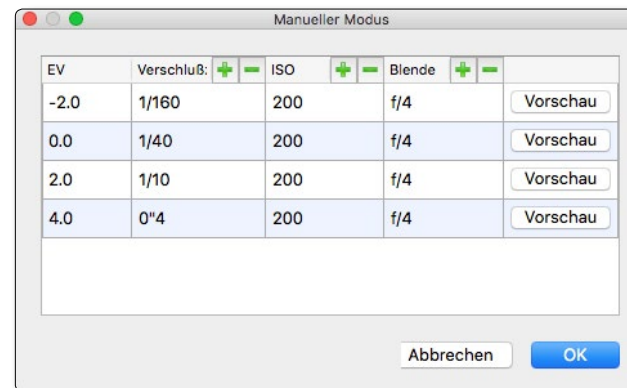 Manueller Modus
EV Verschluß: ISO Blende
-2.0 1/160 200 f/4 Vorschau
0.0 1/40 200 f/4 Vorschau
2.0 1/10 200 f/4 Vorschau
4.0 0"4 200 f/4 Vorschau
Abbrechen OK